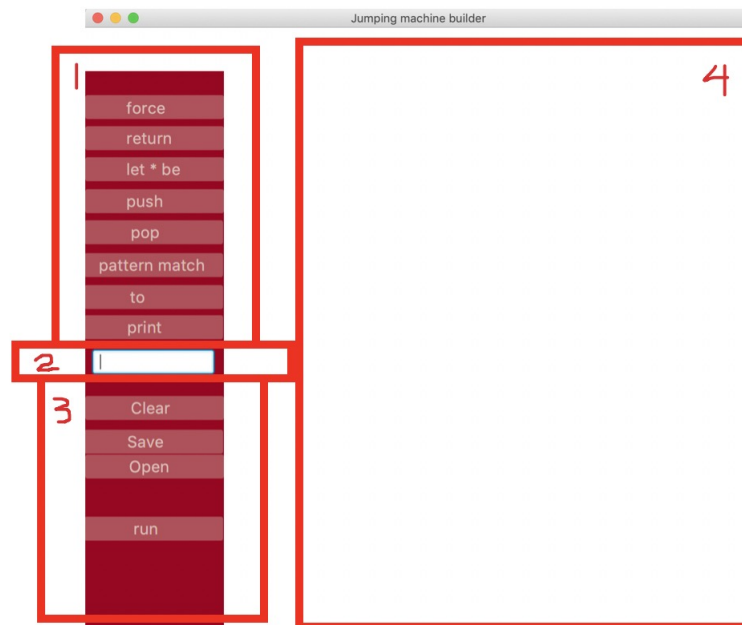 Jumping machine builder
1
4
force
return
let * be
push
pop
pattern match
to
print
2
3
Clear
Save
Open
run